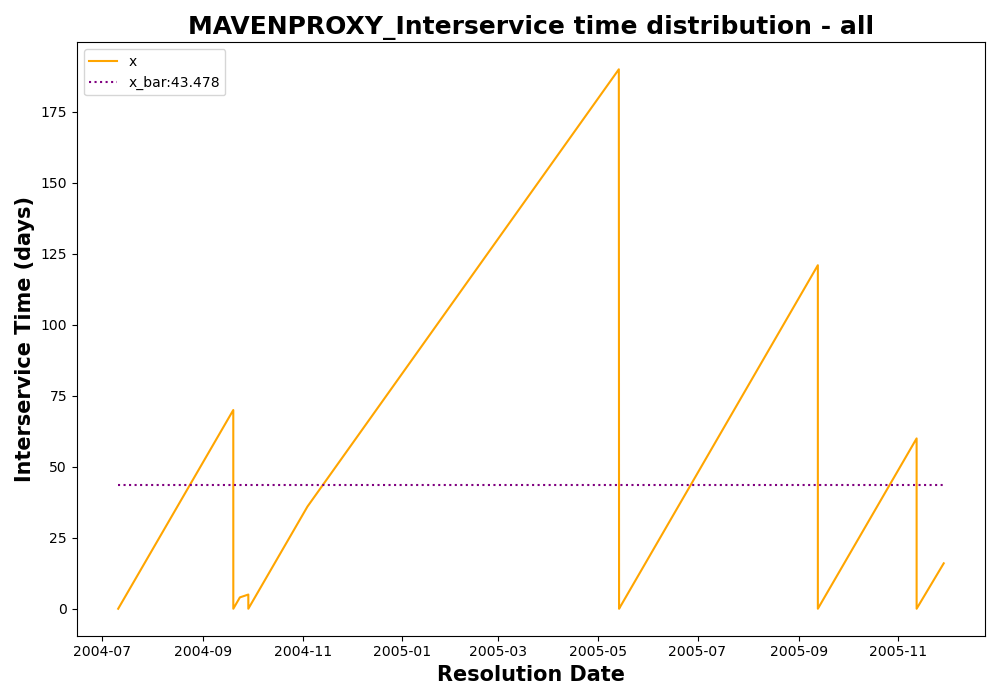 MAVENPROXY_Interservice time distribution - all
x
x_bar:43.478
Interservice Time (days)
175
150
125
100
75
50
25
0
2004-07 2004-09 2004-11 2005-01 2005-03 2005-05 2005-07 2005-09 2005-11
Resolution Date